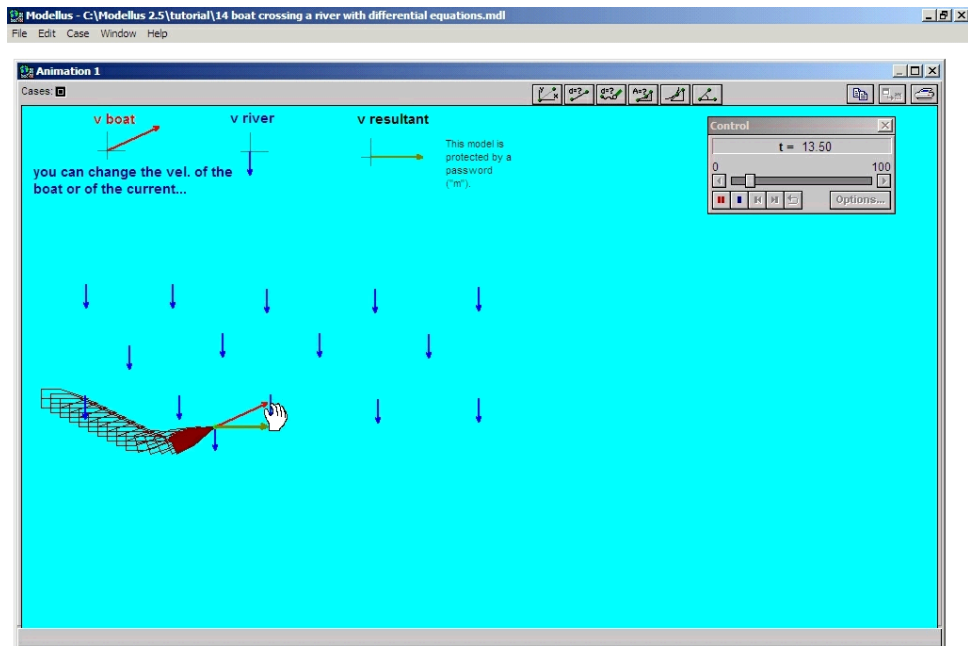 Modellus - C:\Modellus 2.5\tutorial\14 boat crossing a river with differential equations.mdl
File Edit Case Window Help
Animation 1
Cases:
v boat
v river
v resultant
This model is
protected by a
password
("m").
you can change the vel. of the
boat or of the current...
Control
t = 13.50
0 100
Options...